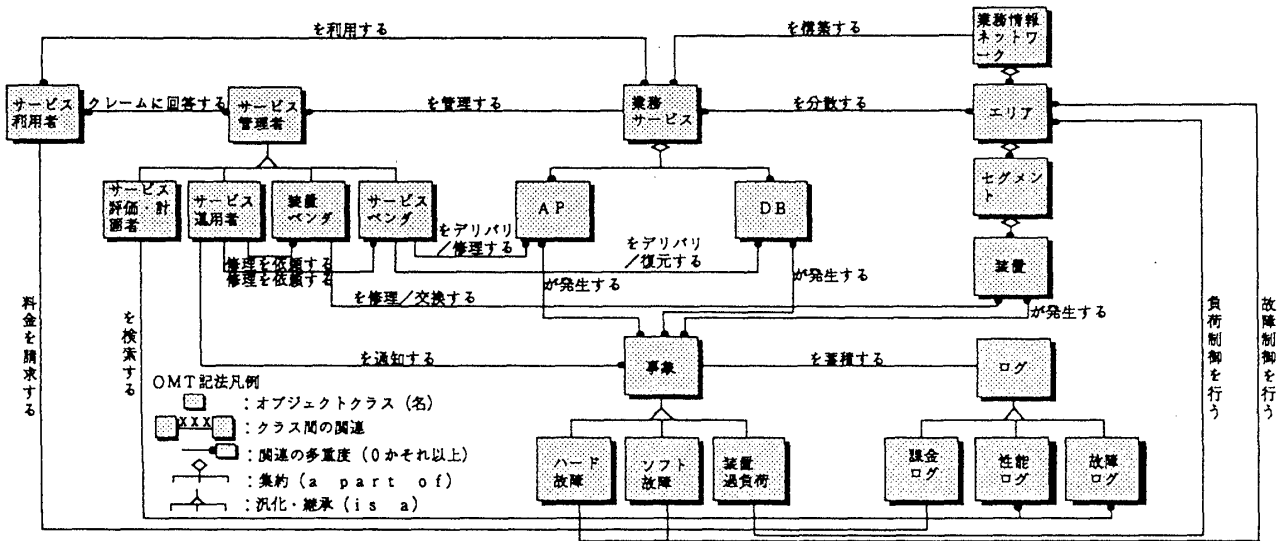 を利用する
を構築する
業務情報
ネットワ
ーク
サービス
利用者
クレームに回答する
サービス
管理者
を管理する
業務
サービス
を分散する
エリア
サービス
評価・計
画者
サービス
運用者
装置
ベンダ
サービス
ベンダ
AP
DB
セグメン
ト
をデリバリ
/修理する
をデリバリ
/復元する
修理を依頼する
修理を依頼する
が発生する
が発生する
装置
を修理/交換する
が発生する
料金を請求する
を検索する
負荷制御を行う
故障制御を行う
を通知する
事象
を蓄積する
ログ
OMT記法凡例
:オブジェクトクラス(名)
XXX
:クラス間の関連
:関連の多重度(0かそれ以上)
:集約(a part of)
:汎化・継承(is a)
ハード
故障
ソフト
故障
装置
過負荷
課金
ログ
性能
ログ
故障
ログ